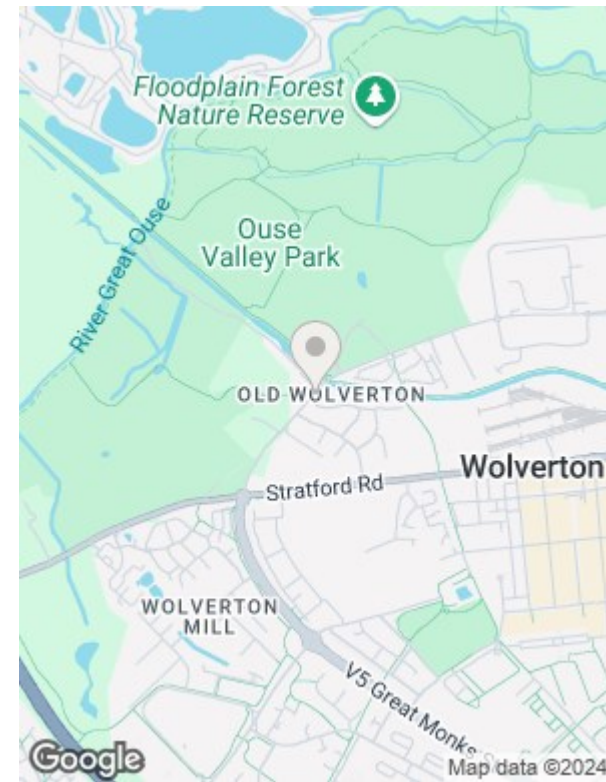 Floodplain Forest
Nature Reserve
Ouse
Valley Park
River Great Ouse
OLD WOLVERTON
Wolverton
Stratford Rd
WOLVERTON
MILL
V5 Great Monks
Google
Map data ©2024